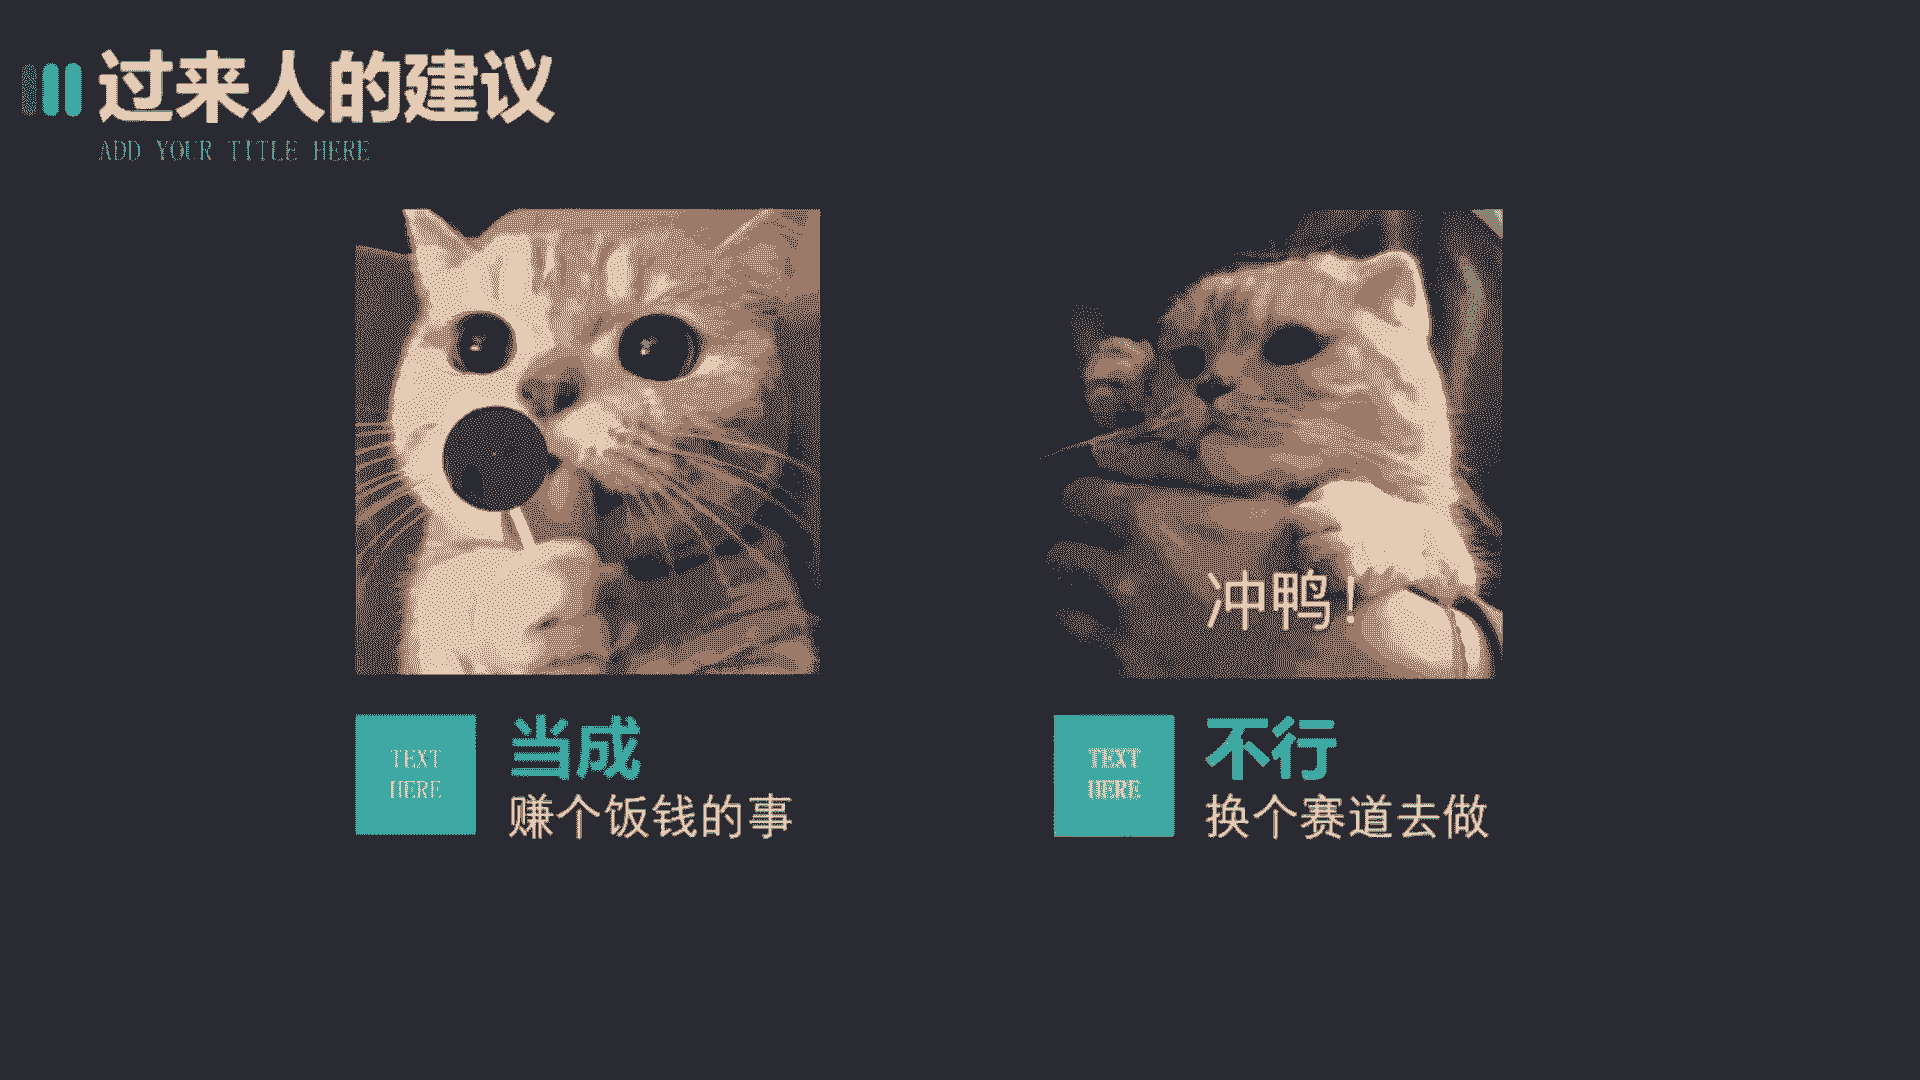 过来人的建议
ADD YOUR TITLE HERE
冲鸭！
TEXT
HERE
当成
赚个饭钱的事
TEXT
HERE
不行
换个赛道去做